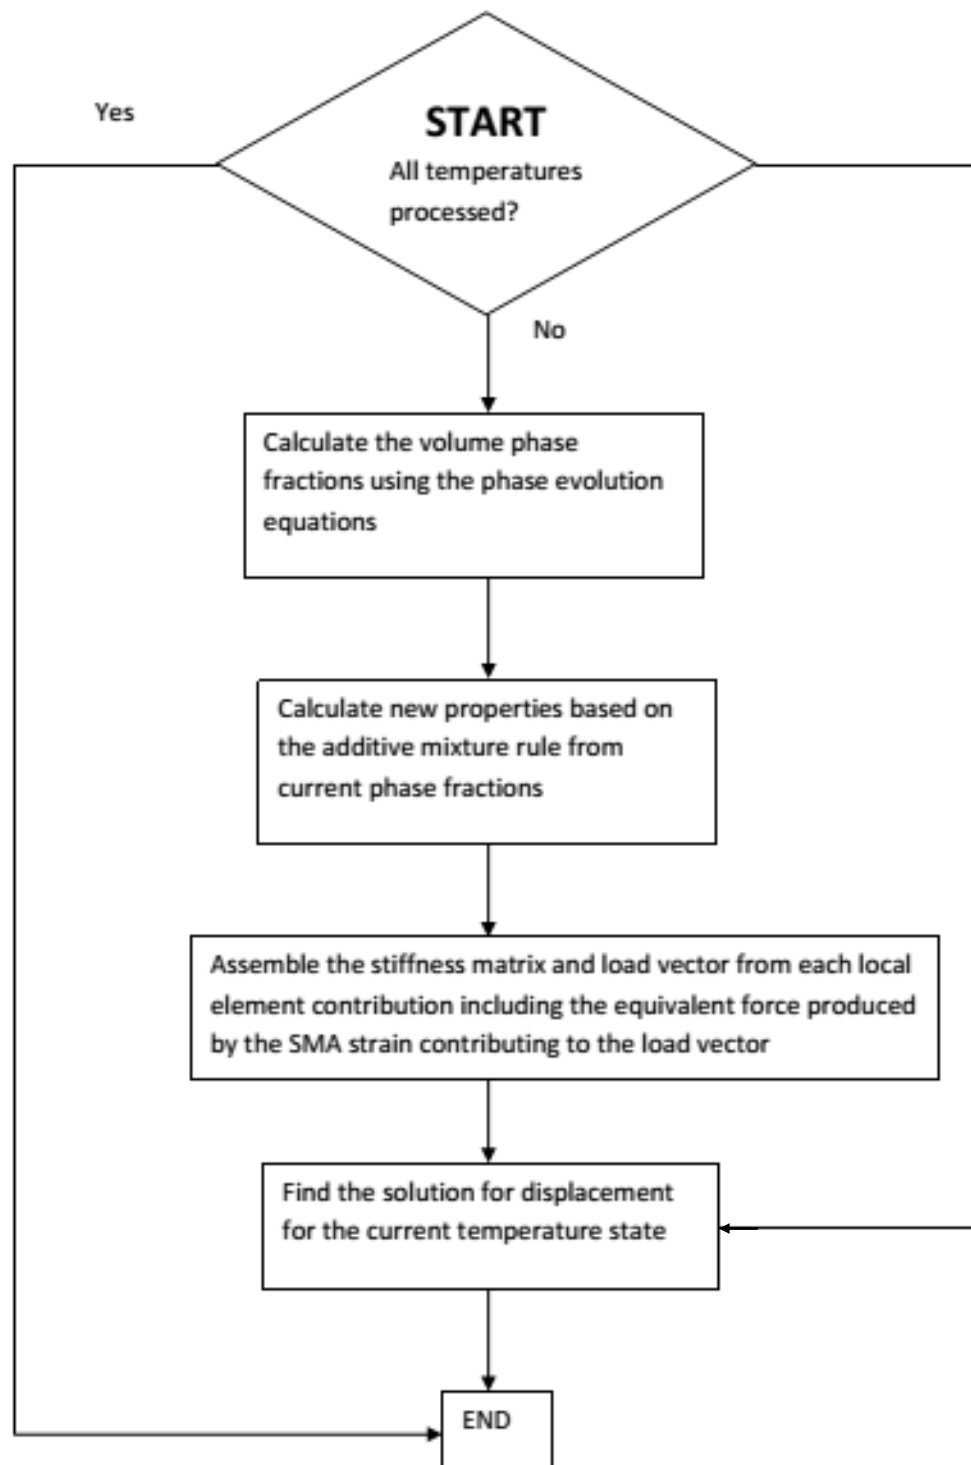 START
All temperatures
processed?
Yes
No
Calculate the volume phase
fractions using the phase evolution
equations
Calculate new properties based on
the additive mixture rule from
current phase fractions
Assemble the stiffness matrix and load vector from each local
element contribution including the equivalent force produced
by the SMA strain contributing to the load vector
Find the solution for displacement
for the current temperature state
END